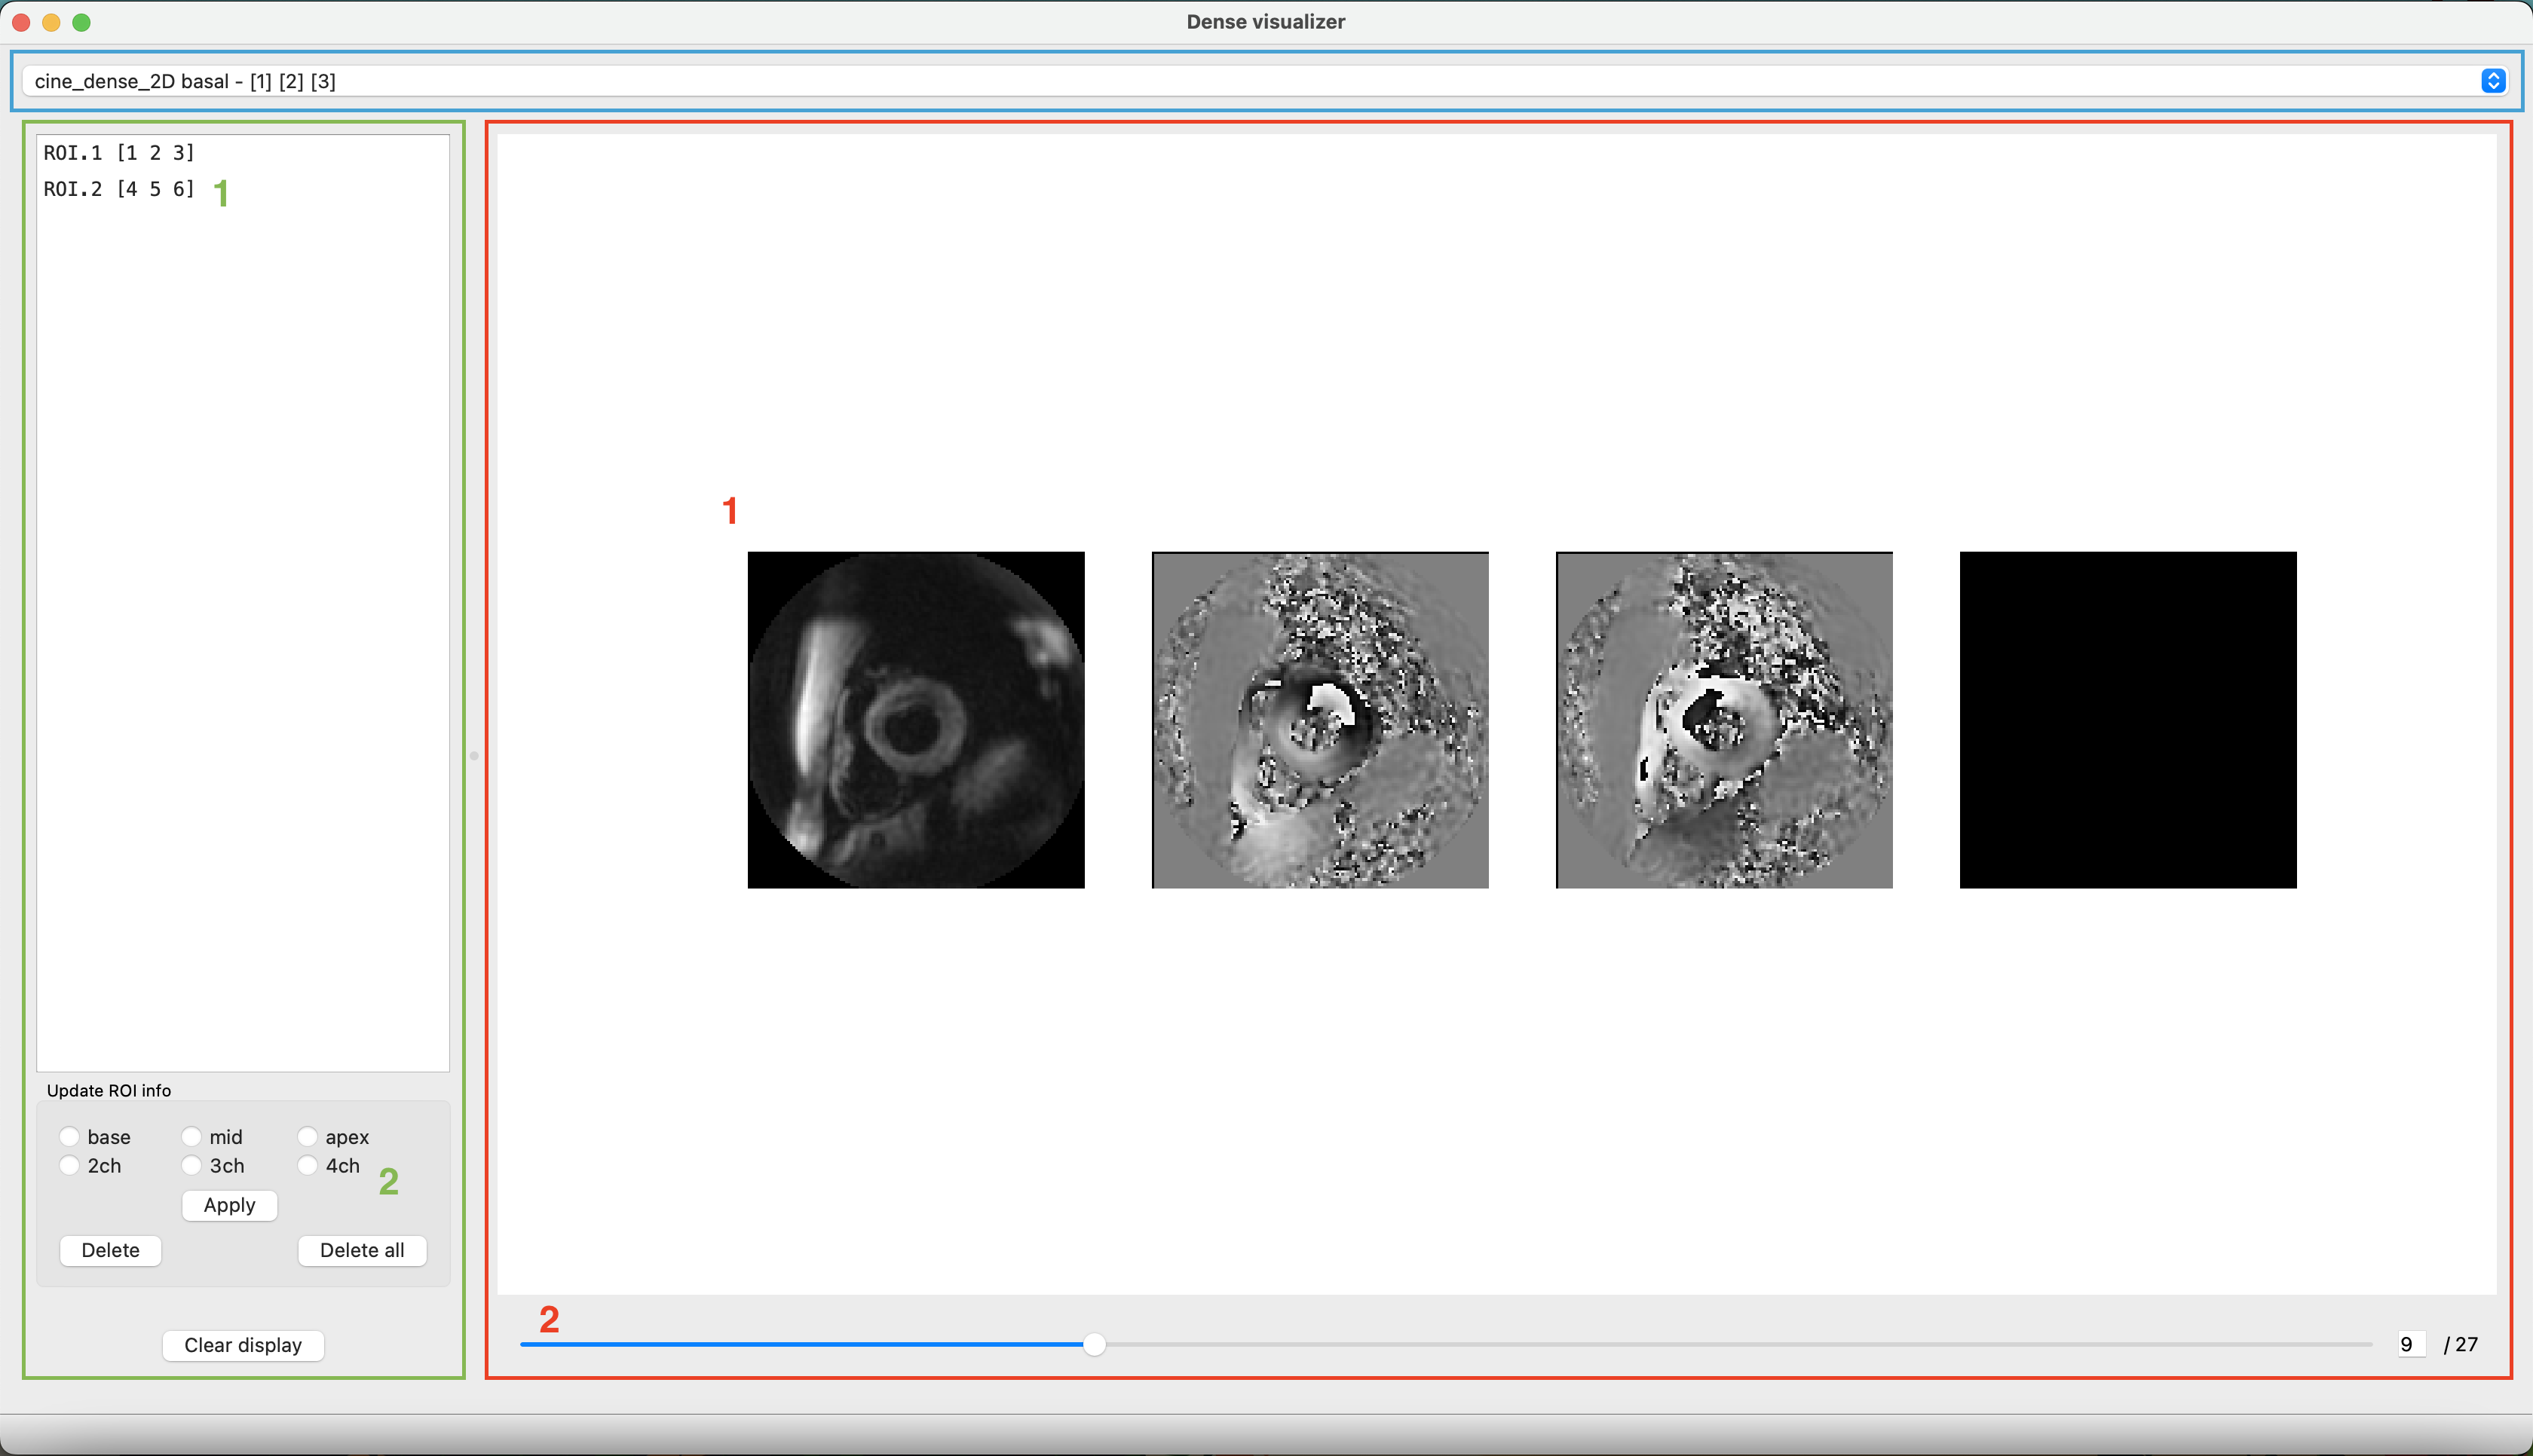 Dense visualizer
cine_dense_2D basal - [1] [2] [3]
ROI.1 [1 2 3]
ROI.2 [4 5 6] 1
Update ROI info
base mid apex
2ch 3ch 4ch
2
Apply
Delete Delete all
Clear display
1
2
9 / 27